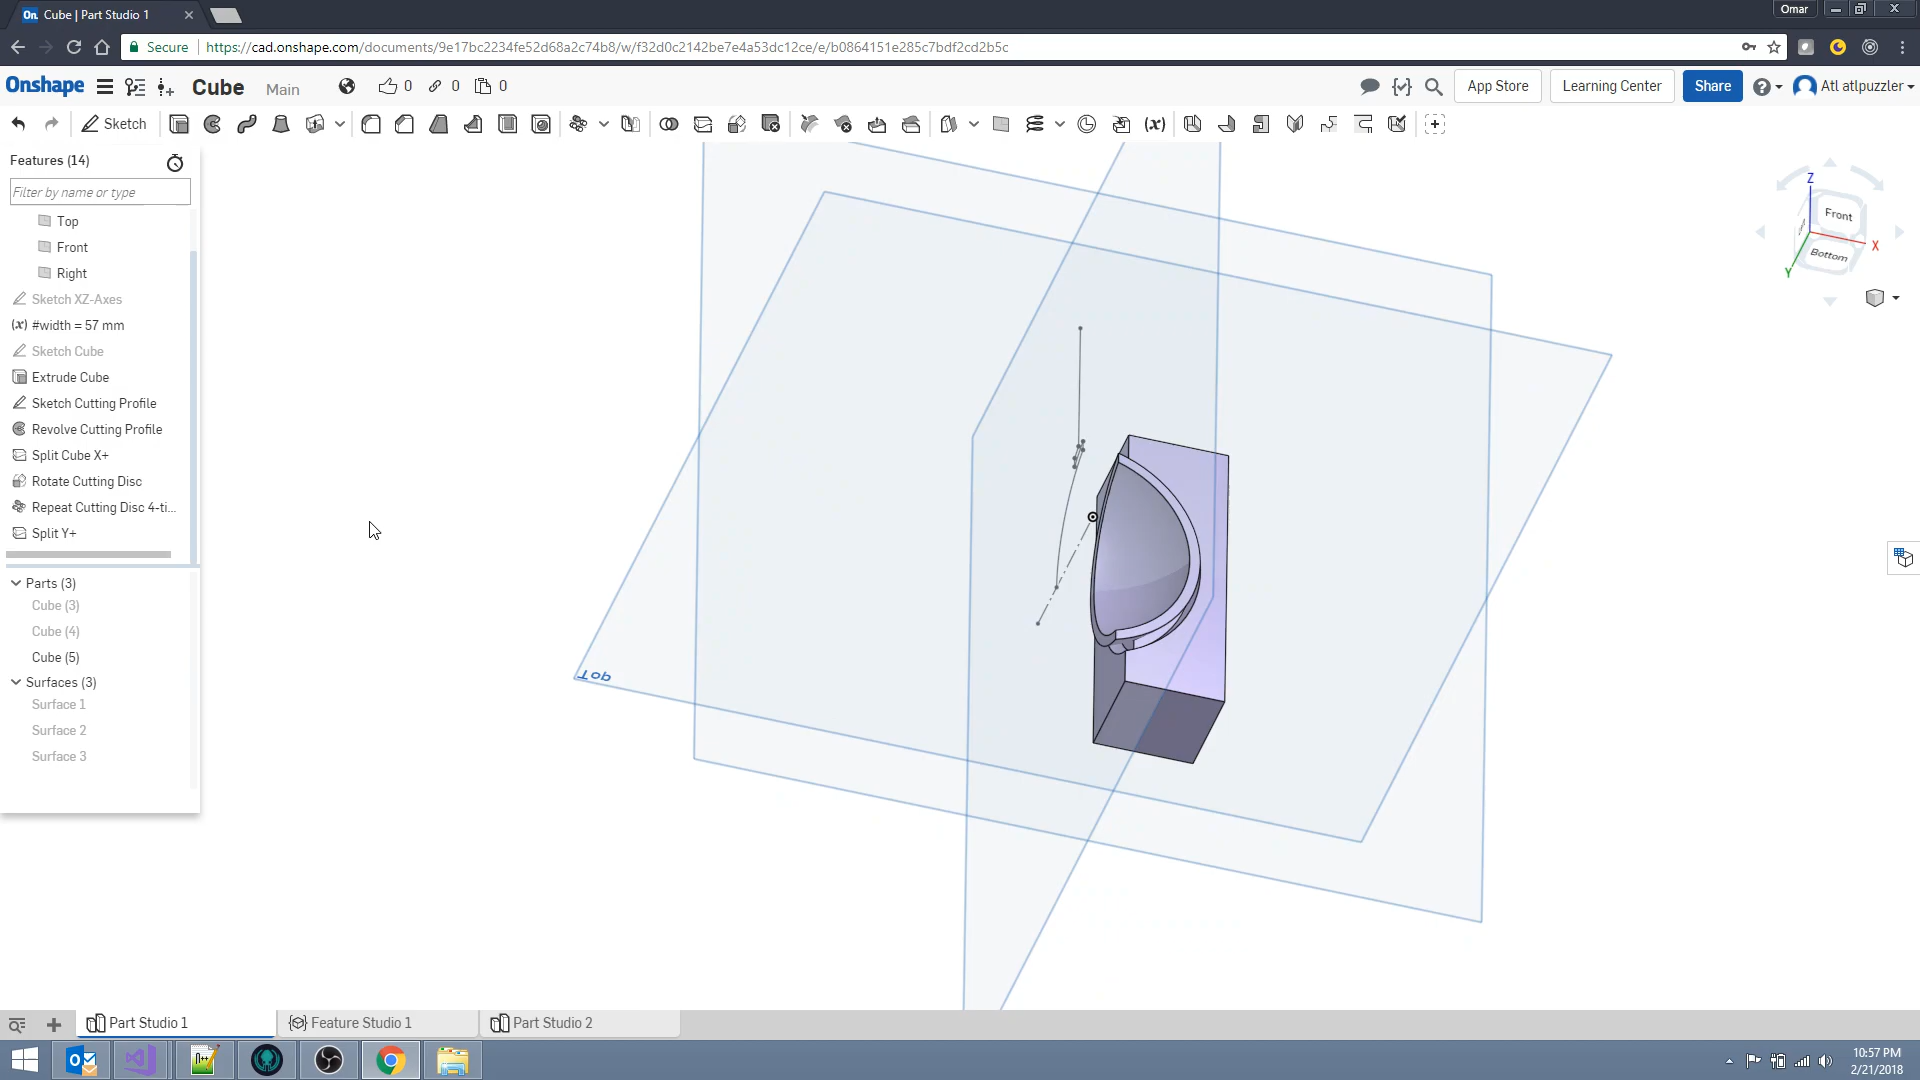 Cube | Part Studio 1
Omar
Secure
https://cad.onshape.com/documents/9e17bc2234fe52d68a2c74b8/w/f32d0c2142be7e4a53dc12ce/e/b0864151e285c7bdf2cd2b5c
Onshape
Cube
Main
0
0
0
App Store
Learning Center
Share
Atl atlpuzzler
Sketch
(x)
Features (14)
Filter by name or type
Top
Front
Right
Sketch XZ-Axes
(x) #width = 57 mm
Sketch Cube
Extrude Cube
Sketch Cutting Profile
Revolve Cutting Profile
Split Cube X+
Rotate Cutting Disc
Repeat Cutting Disc 4-ti...
Split Y+
Parts (3)
Cube (3)
Cube (4)
Cube (5)
Surfaces (3)
Surface 1
Surface 2
Surface 3
Top
Z
Front
X
Bottom
Y
Part Studio 1
Feature Studio 1
Part Studio 2
10:57 PM
2/21/2018